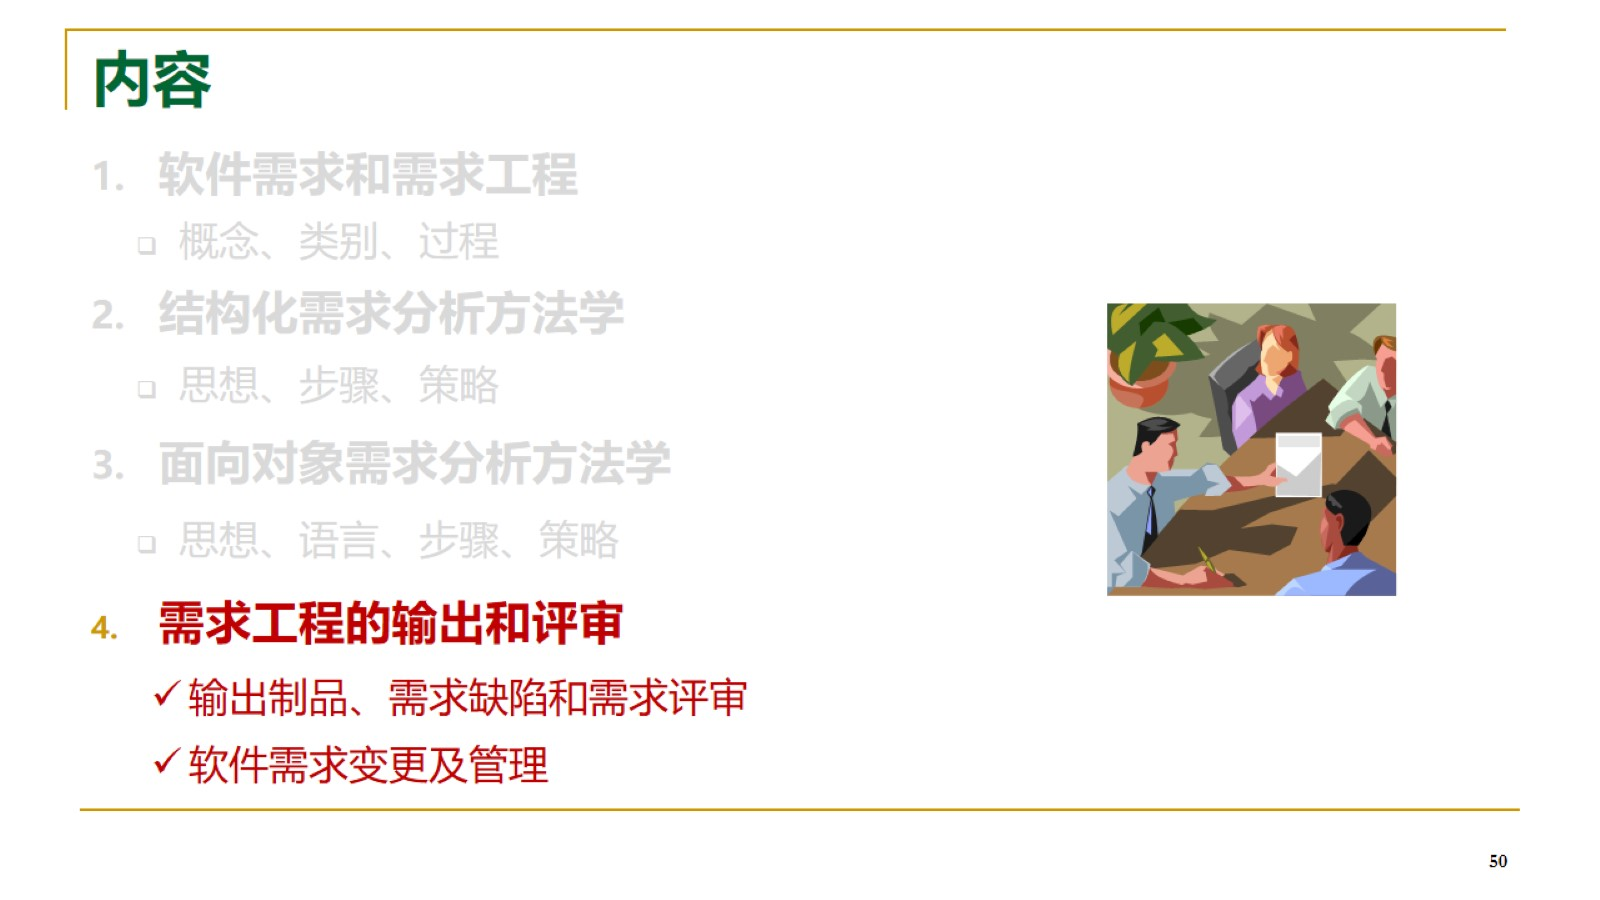 内容
1. 软件需求和需求工程
❑ 概念、类别、过程
2. 结构化需求分析方法学
❑ 思想、步骤、策略
3. 面向对象需求分析方法学
❑ 思想、语言、步骤、策略
4. 需求工程的输出和评审
✓ 输出制品、需求缺陷和需求评审
✓ 软件需求变更及管理
50